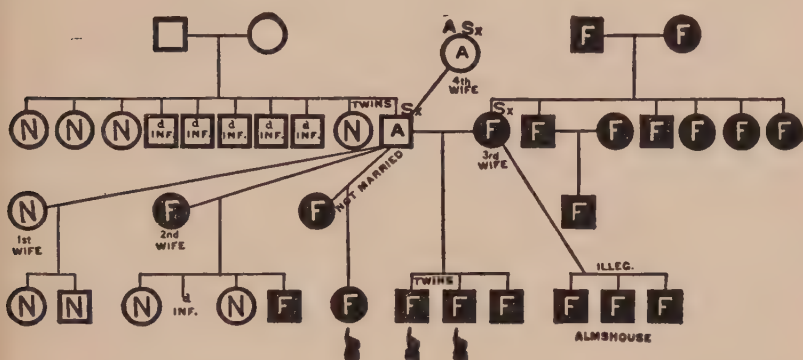 A Sx
A
4th
WIFE
F F
TWINS Sx Sx
N N N d d d d d N A F F F F F F F
INF. INF. INF. INF. INF.
3rd
WIFE
NOT MARRIED
N F F F
1st
WIFE
2nd
WIFE
TWINS ILLEG.
N N N d N F F F F F F F F
INF.
ALMSHOUSE